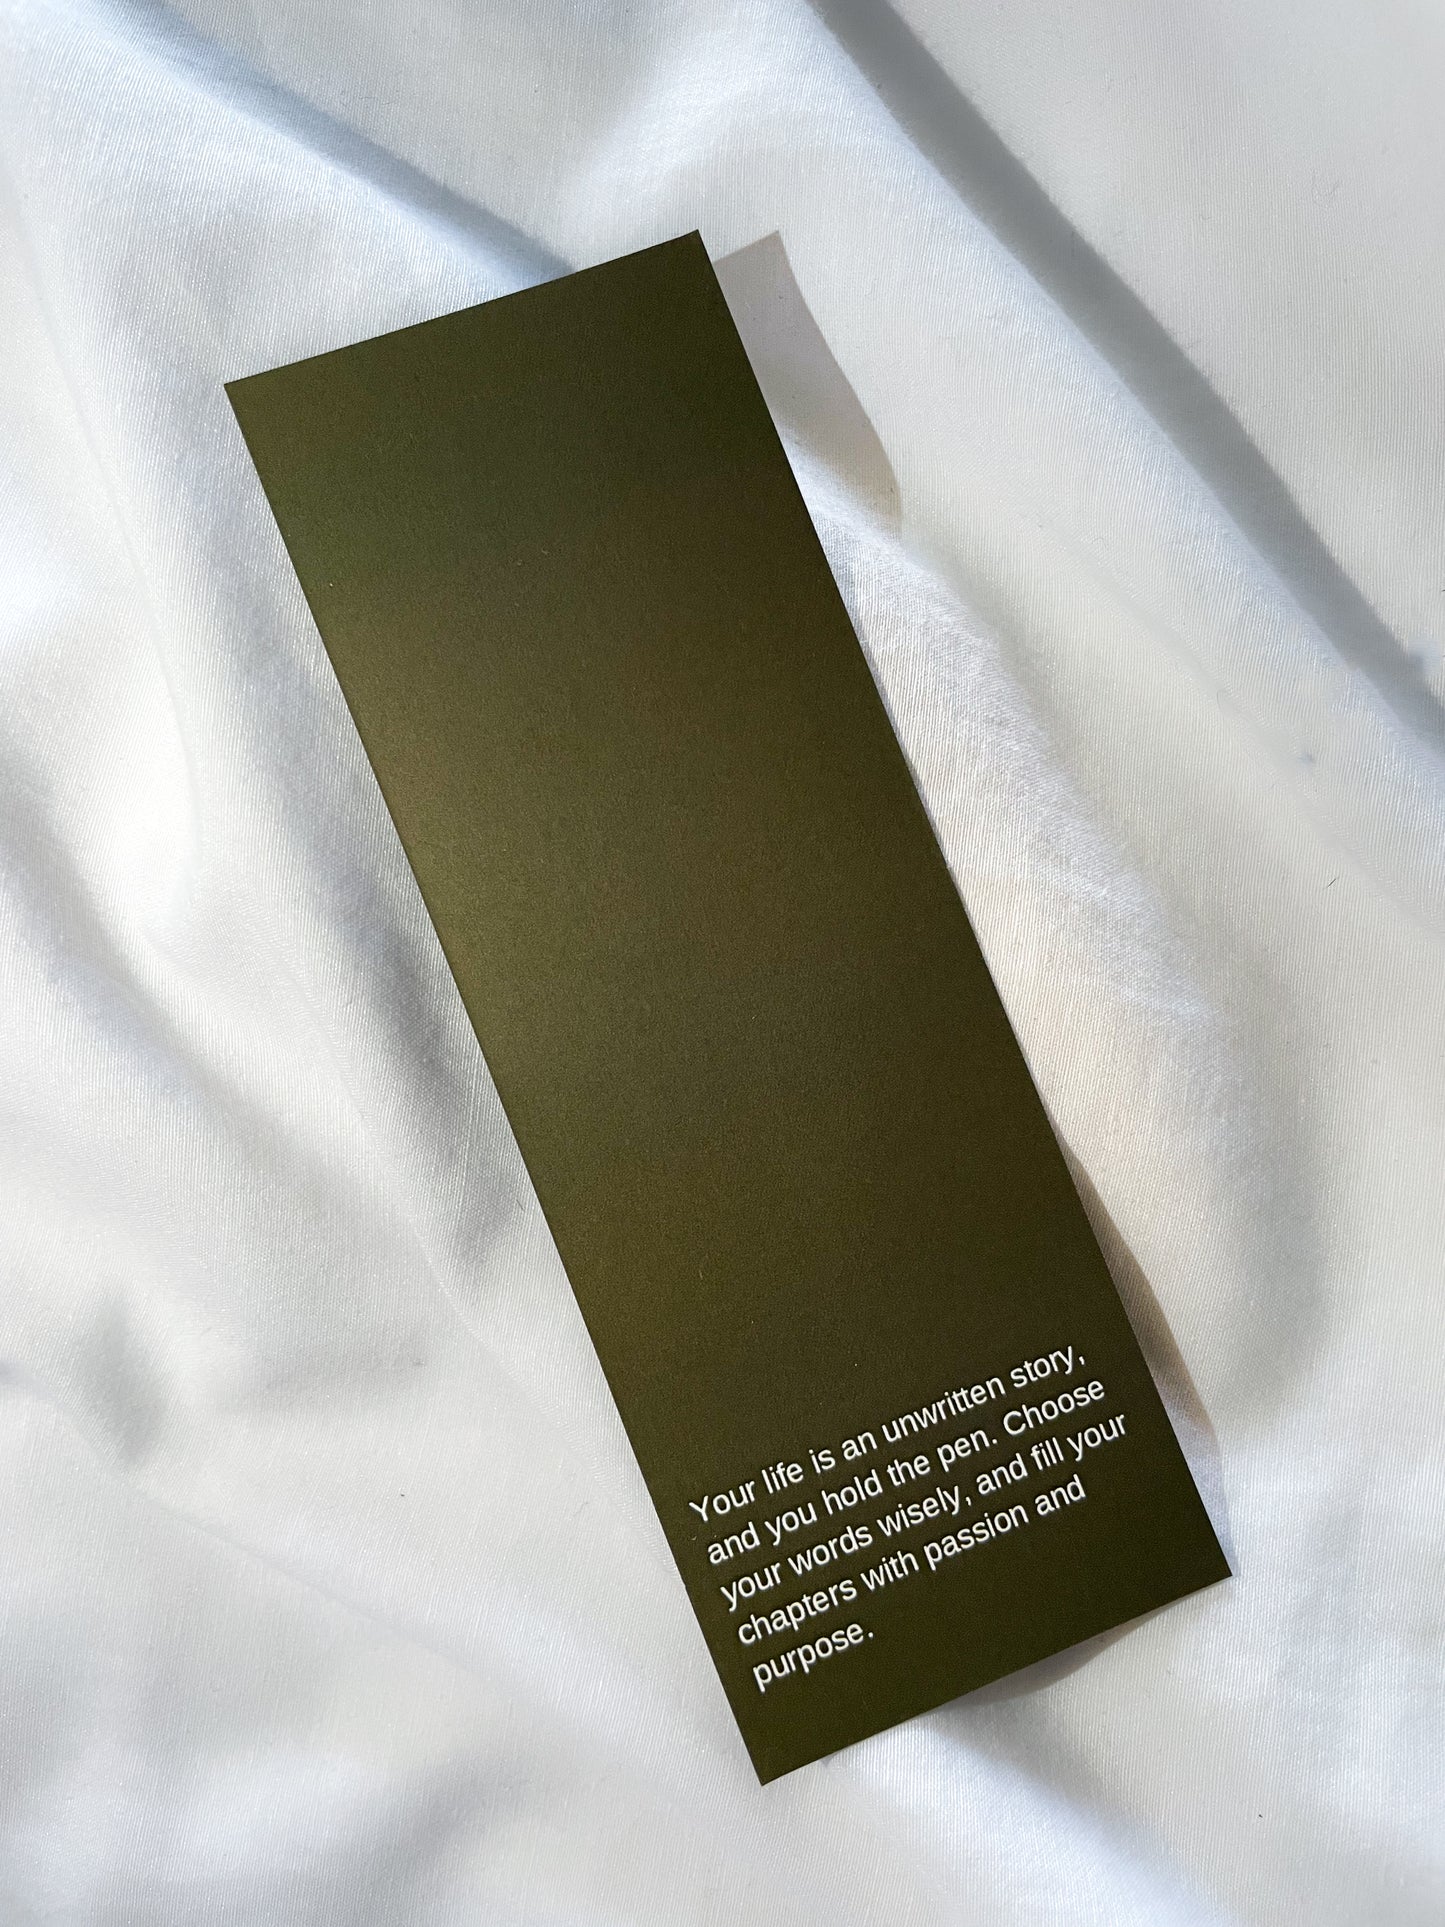 Your life is an unwritten story,
and you hold the pen. Choose
your words wisely, and fill your
chapters with passion and
purpose.